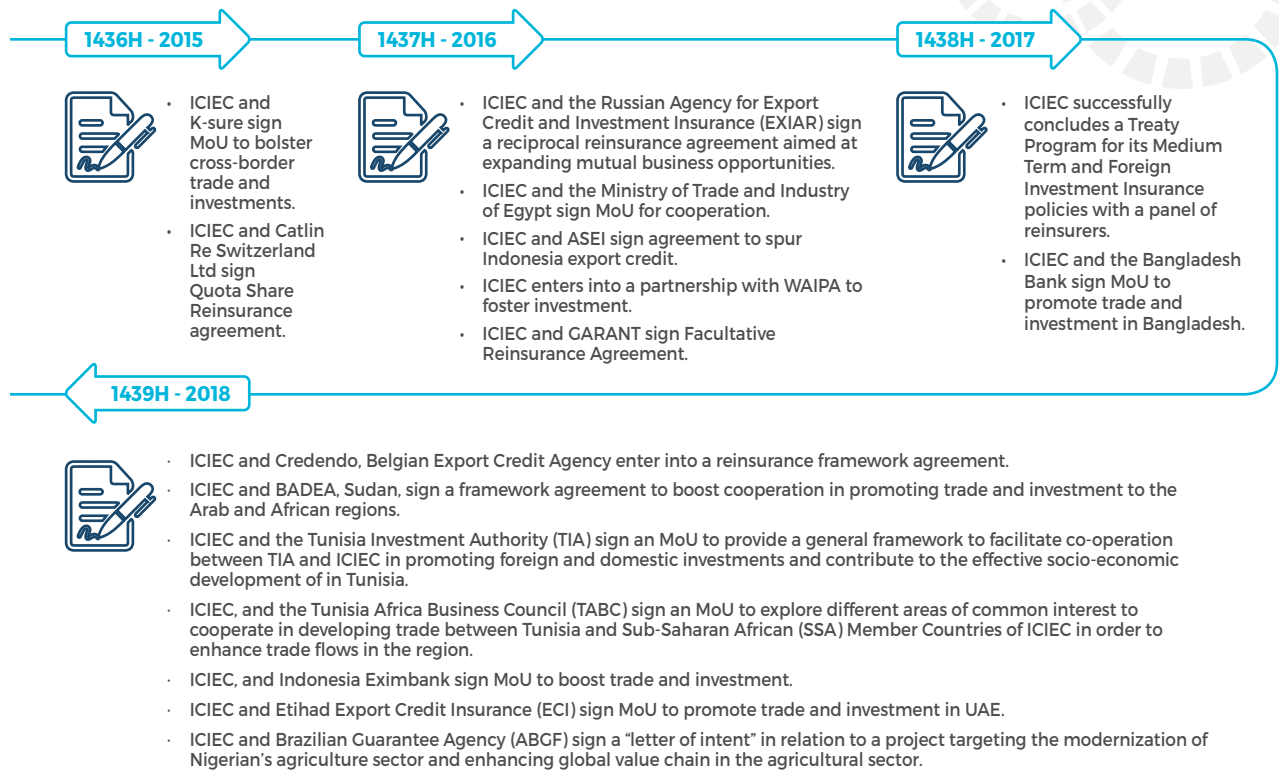 1436H - 2015
• ICIEC and
K-sure sign
MoU to bolster
cross-border
trade and
investments.
• ICIEC and Catlin
Re Switzerland
Ltd sign
Quota Share
Reinsurance
agreement.
1437H - 2016
• ICIEC and the Russian Agency for Export
Credit and Investment Insurance (EXIAR) sign
a reciprocal reinsurance agreement aimed at
expanding mutual business opportunities.
• ICIEC and the Ministry of Trade and Industry
of Egypt sign MoU for cooperation.
• ICIEC and ASEI sign agreement to spur
Indonesia export credit.
• ICIEC enters into a partnership with WAIPA to
foster investment.
• ICIEC and GARANT sign Facultative
Reinsurance Agreement.
1438H - 2017
• ICIEC successfully
concludes a Treaty
Program for its Medium
Term and Foreign
Investment Insurance
policies with a panel of
reinsurers.
• ICIEC and the Bangladesh
Bank sign MoU to
promote trade and
investment in Bangladesh.
1439H - 2018
· ICIEC and Credendo, Belgian Export Credit Agency enter into a reinsurance framework agreement.
· ICIEC and BADEA, Sudan, sign a framework agreement to boost cooperation in promoting trade and investment to the
Arab and African regions.
· ICIEC and the Tunisia Investment Authority (TIA) sign an MoU to provide a general framework to facilitate co-operation
between TIA and ICIEC in promoting foreign and domestic investments and contribute to the effective socio-economic
development of in Tunisia.
· ICIEC, and the Tunisia Africa Business Council (TABC) sign an MoU to explore different areas of common interest to
cooperate in developing trade between Tunisia and Sub-Saharan African (SSA) Member Countries of ICIEC in order to
enhance trade flows in the region.
· ICIEC, and Indonesia Eximbank sign MoU to boost trade and investment.
· ICIEC and Etihad Export Credit Insurance (ECI) sign MoU to promote trade and investment in UAE.
· ICIEC and Brazilian Guarantee Agency (ABGF) sign a “letter of intent” in relation to a project targeting the modernization of
Nigerian’s agriculture sector and enhancing global value chain in the agricultural sector.